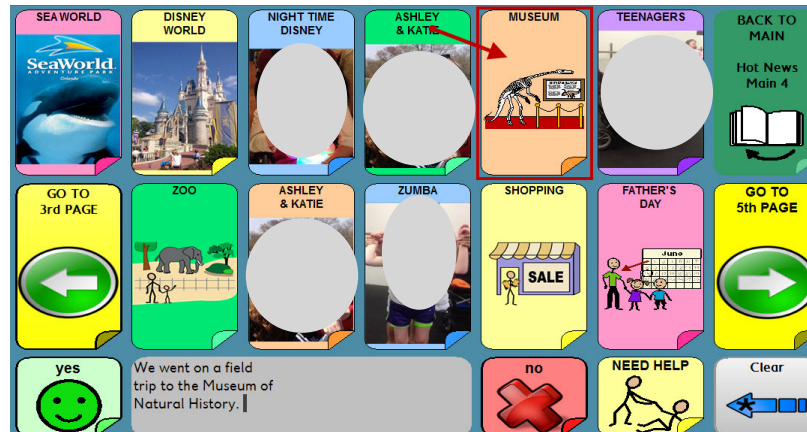 SEA WORLD
SeaWorld
ADVENTURE PARK
Orlando
DISNEY
WORLD
NIGHT TIME
DISNEY
ASHLEY
& KATIE
MUSEUM
TEENAGERS
BACK TO
MAIN
Hot News
Main 4
GO TO
3rd PAGE
ZOO
ASHLEY
& KATIE
ZUMBA
SHOPPING
SALE
FATHER'S
DAY
June
GO TO
5th PAGE
yes
We went on a field
trip to the Museum of
Natural History.
no
NEED HELP
Clear